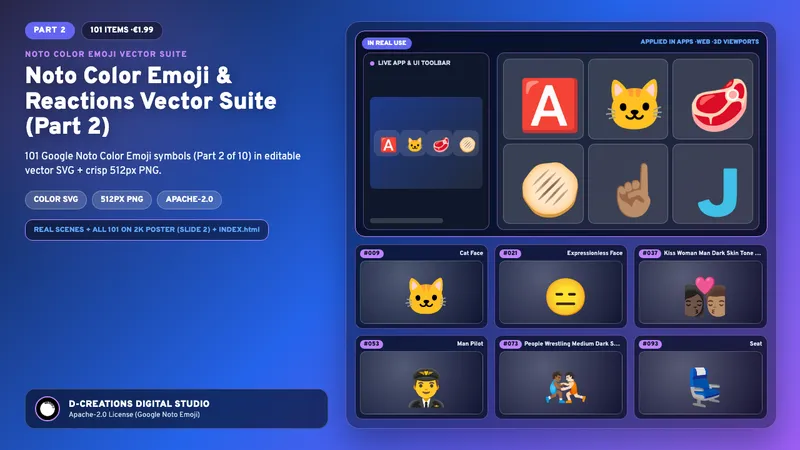 PART 2
101 ITEMS · €1.99
NOTO COLOR EMOJI VECTOR SUITE
Noto Color Emoji &
Reactions Vector Suite
(Part 2)
101 Google Noto Color Emoji symbols (Part 2 of 10) in editable
vector SVG + crisp 512px PNG.
COLOR SVG
512PX PNG
APACHE-2.0
REAL SCENES + ALL 101 ON 2K POSTER (SLIDE 2) + INDEX.html
D-CREATIONS DIGITAL STUDIO
Apache-2.0 License (Google Noto Emoji)
IN REAL USE
APPLIED IN APPS · WEB · 3D VIEWPORTS
LIVE APP & UI TOOLBAR
A
A
J
#009
Cat Face
#021
Expressionless Face
#037
Kiss Woman Man Dark Skin Tone ...
#053
Man Pilot
#073
People Wrestling Medium Dark S...
#093
Seat